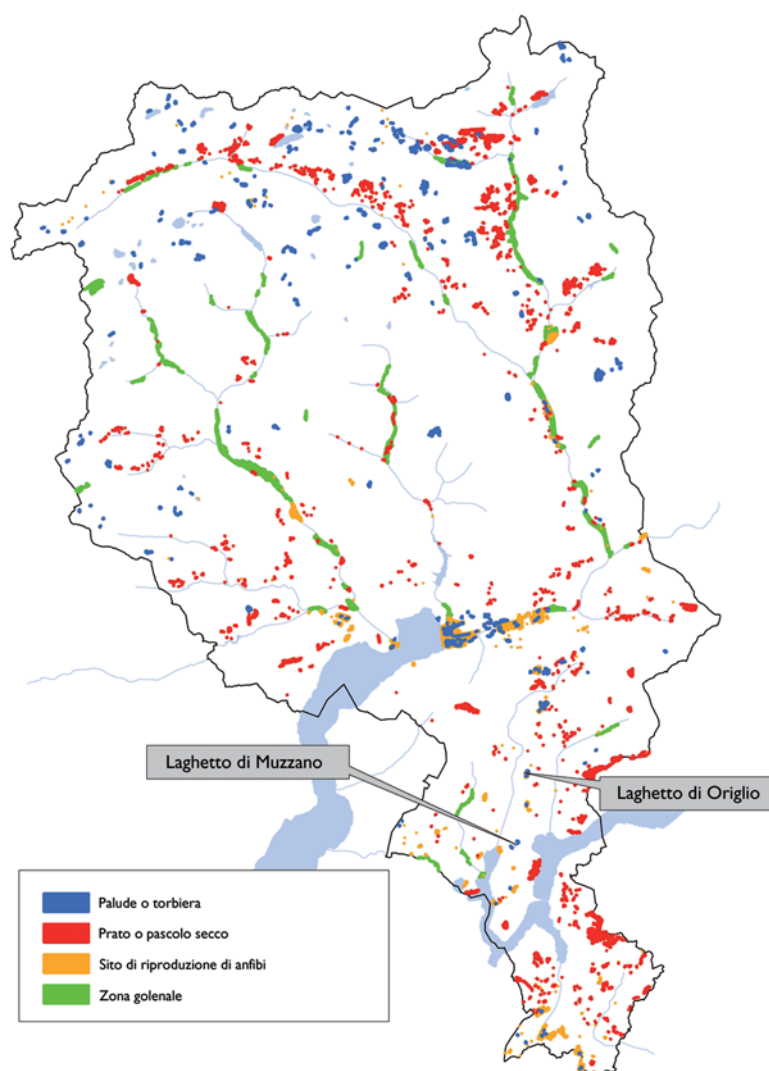 Laghetto di Muzzano
Laghetto di Origlio
Palude o torbiera
Prato o pascolo secco
Sito di riproduzione di anfibi
Zona golenale